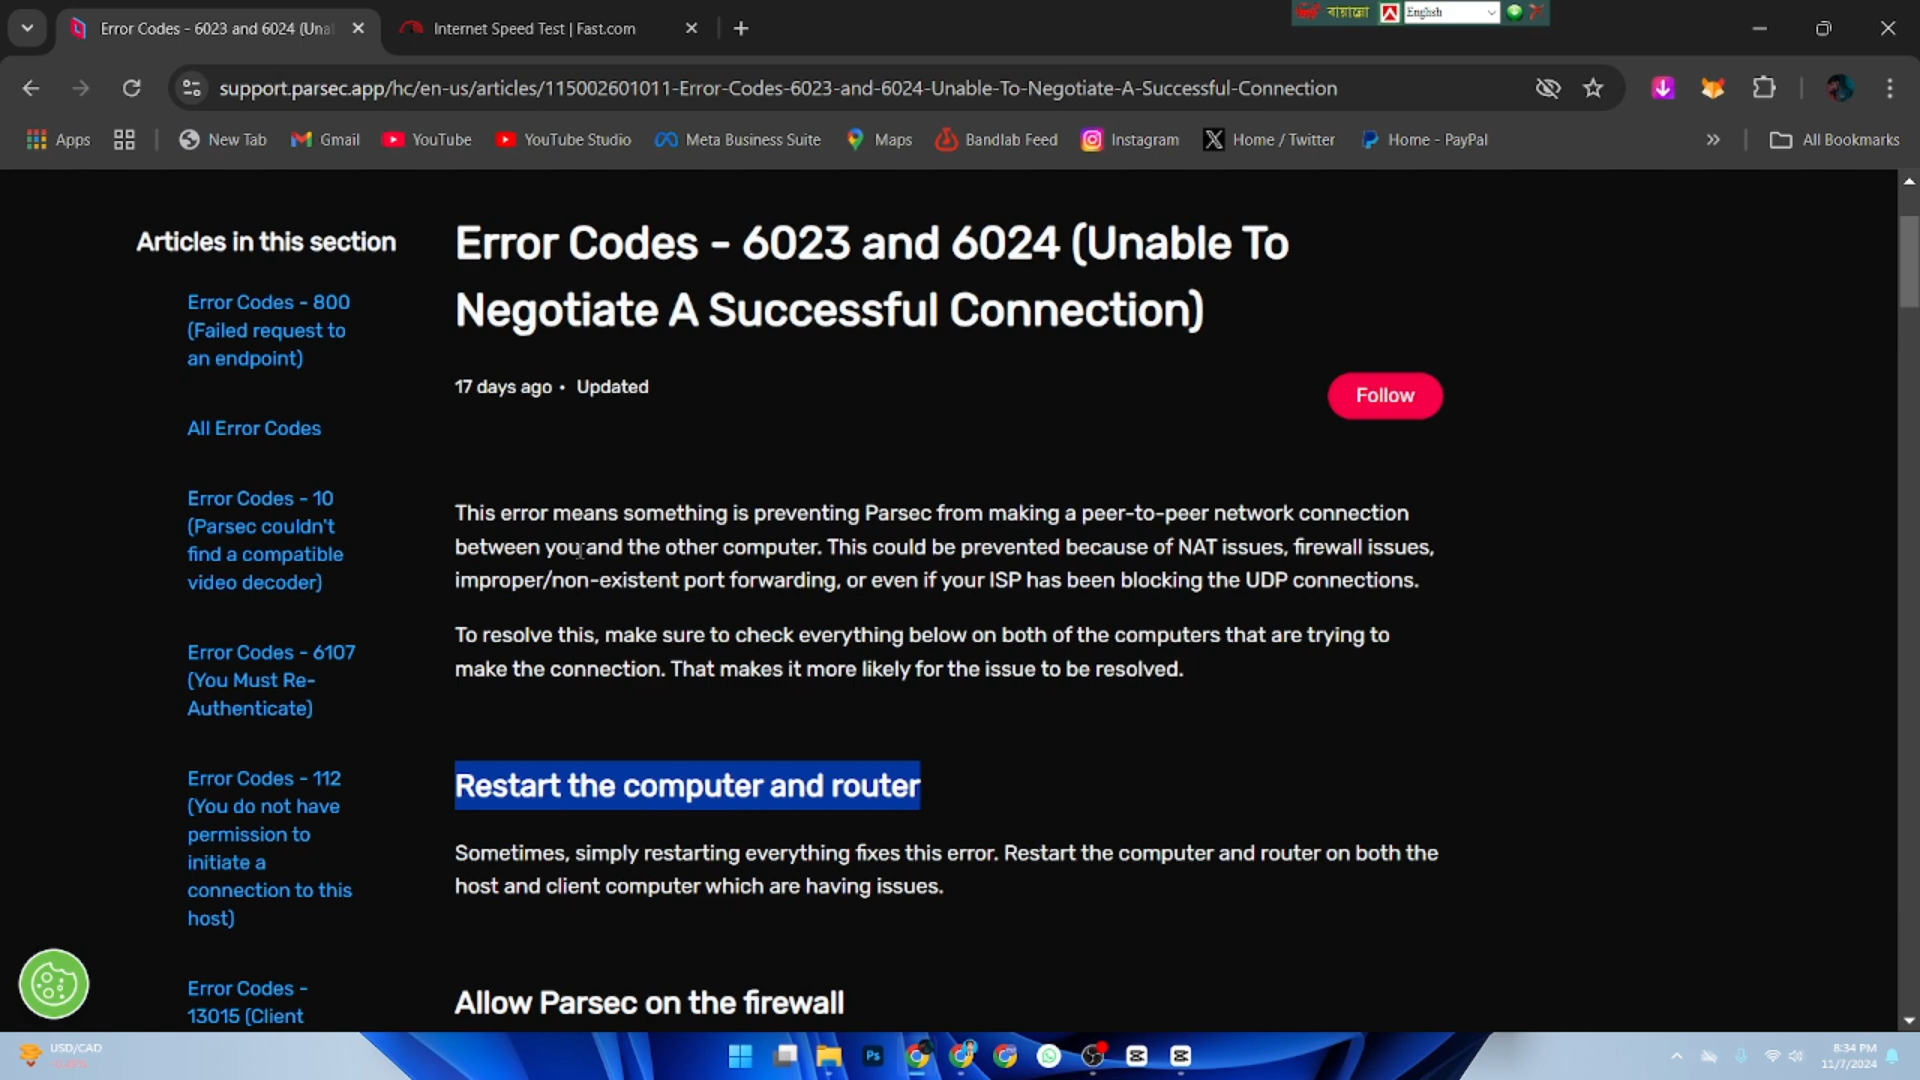 Error Codes - 6023 and 6024 (Una
Internet Speed Test | Fast.com
বায়ান্নো
English
support.parsec.app/hc/en-us/articles/115002601011-Error-Codes-6023-and-6024-Unable-To-Negotiate-A-Successful-Connection
Apps
New Tab
Gmail
YouTube
YouTube Studio
Meta Business Suite
Maps
Bandlab Feed
Instagram
Home / Twitter
Home - PayPal
All Bookmarks
Articles in this section
Error Codes - 800
(Failed request to
an endpoint)
All Error Codes
Error Codes - 10
(Parsec couldn't
find a compatible
video decoder)
Error Codes - 6107
(You Must Re-
Authenticate)
Error Codes - 112
(You do not have
permission to
initiate a
connection to this
host)
Error Codes -
13015 (Client
Error Codes - 6023 and 6024 (Unable To
Negotiate A Successful Connection)
17 days ago • Updated
Follow
This error means something is preventing Parsec from making a peer-to-peer network connection
between you and the other computer. This could be prevented because of NAT issues, firewall issues,
improper/non-existent port forwarding, or even if your ISP has been blocking the UDP connections.
To resolve this, make sure to check everything below on both of the computers that are trying to
make the connection. That makes it more likely for the issue to be resolved.
Restart the computer and router
Sometimes, simply restarting everything fixes this error. Restart the computer and router on both the
host and client computer which are having issues.
Allow Parsec on the firewall
USD/CAD
Ps
8:34 PM
11/7/2024